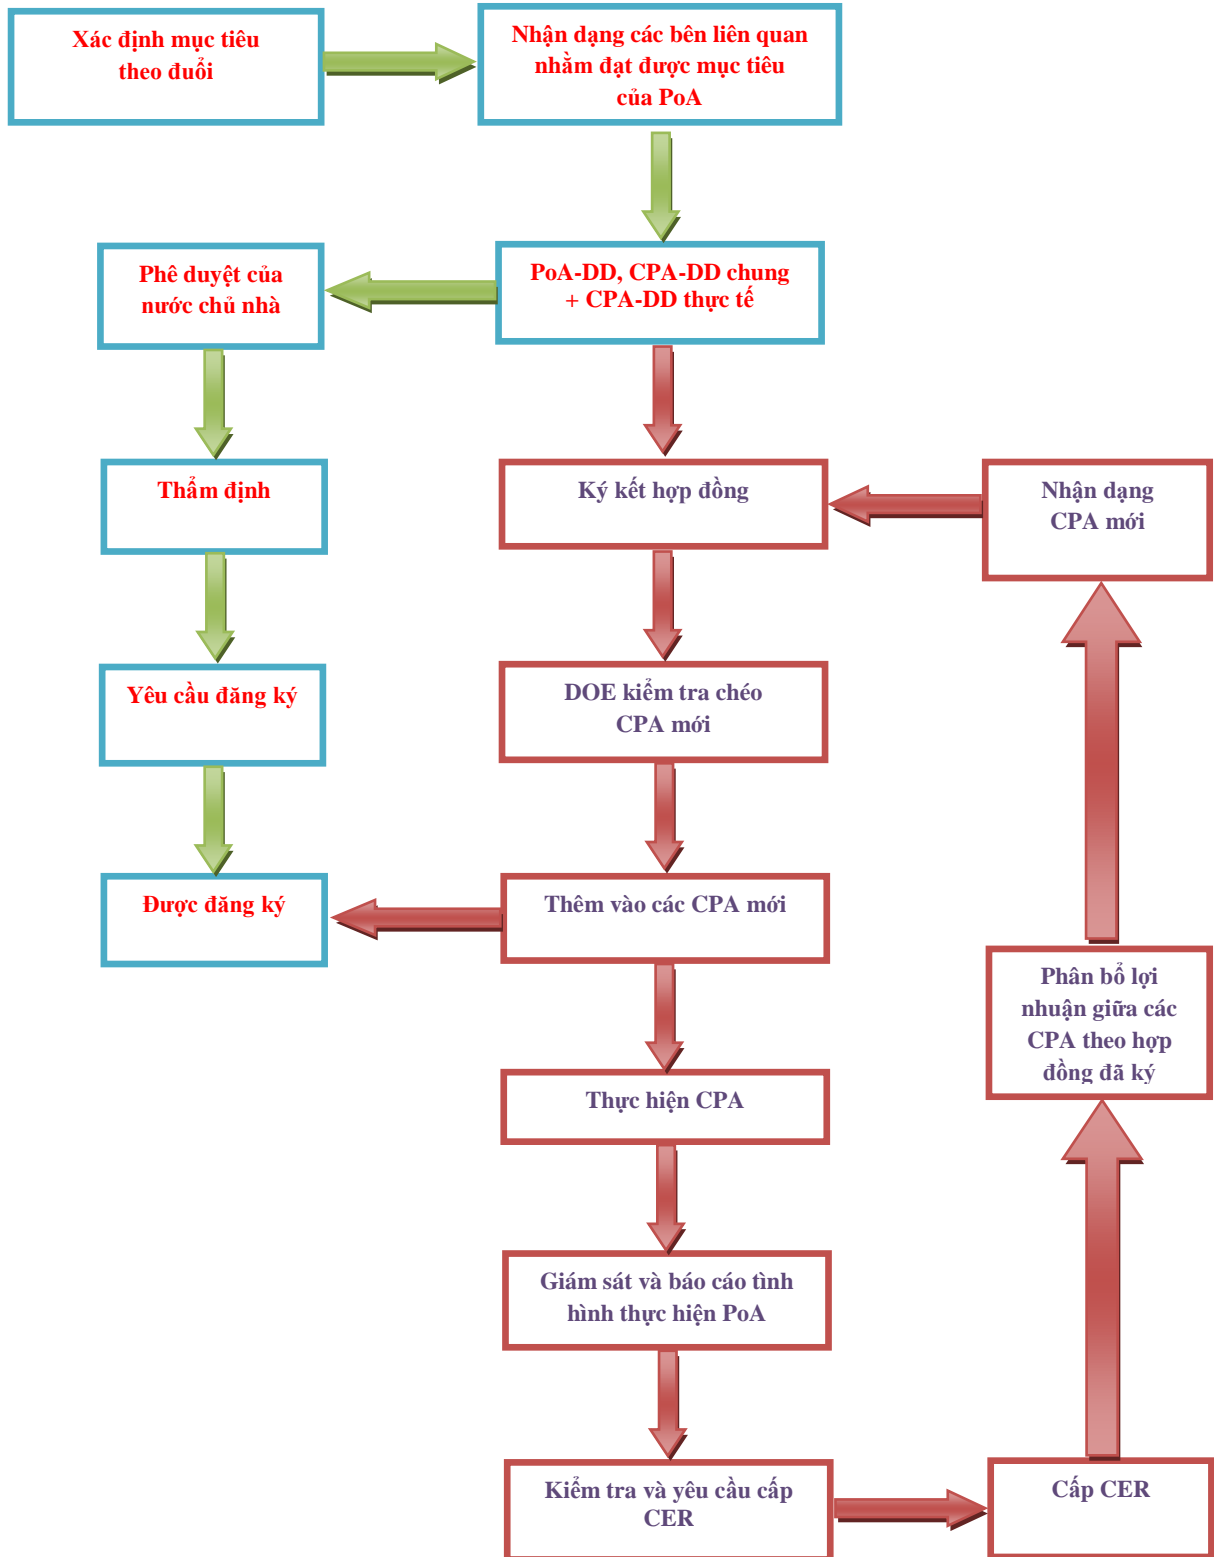 Xác định mục tiêu
theo đuổi
Nhận dạng các bên liên quan
nhằm đạt được mục tiêu
của PoA
Phê duyệt của
nước chủ nhà
PoA-DD, CPA-DD chung
+ CPA-DD thực tế
Thẩm định
Ký kết hợp đồng
Nhận dạng
CPA mới
Yêu cầu đăng ký
DOE kiểm tra chéo
CPA mới
Được đăng ký
Thêm vào các CPA mới
Phân bổ lợi
nhuận giữa các
CPA theo hợp
đồng đã ký
Thực hiện CPA
Giám sát và báo cáo tình
hình thực hiện PoA
Kiểm tra và yêu cầu cấp
CER
Cấp CER